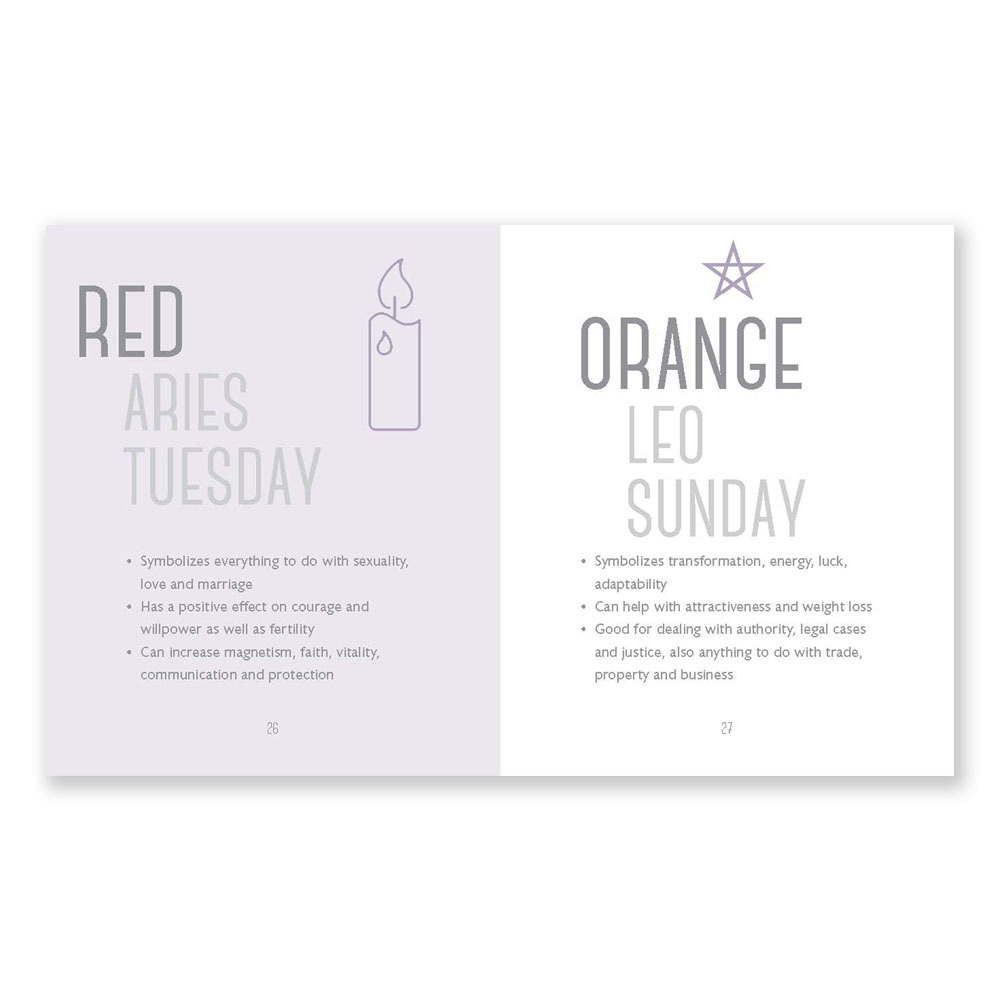 RED
ARIES
TUESDAY
• Symbolizes everything to do with sexuality,
love and marriage
• Has a positive effect on courage and
willpower as well as fertility
• Can increase magnetism, faith, vitality,
communication and protection
26
ORANGE
LEO
SUNDAY
• Symbolizes transformation, energy, luck,
adaptability
• Can help with attractiveness and weight loss
• Good for dealing with authority, legal cases
and justice, also anything to do with trade,
property and business
27